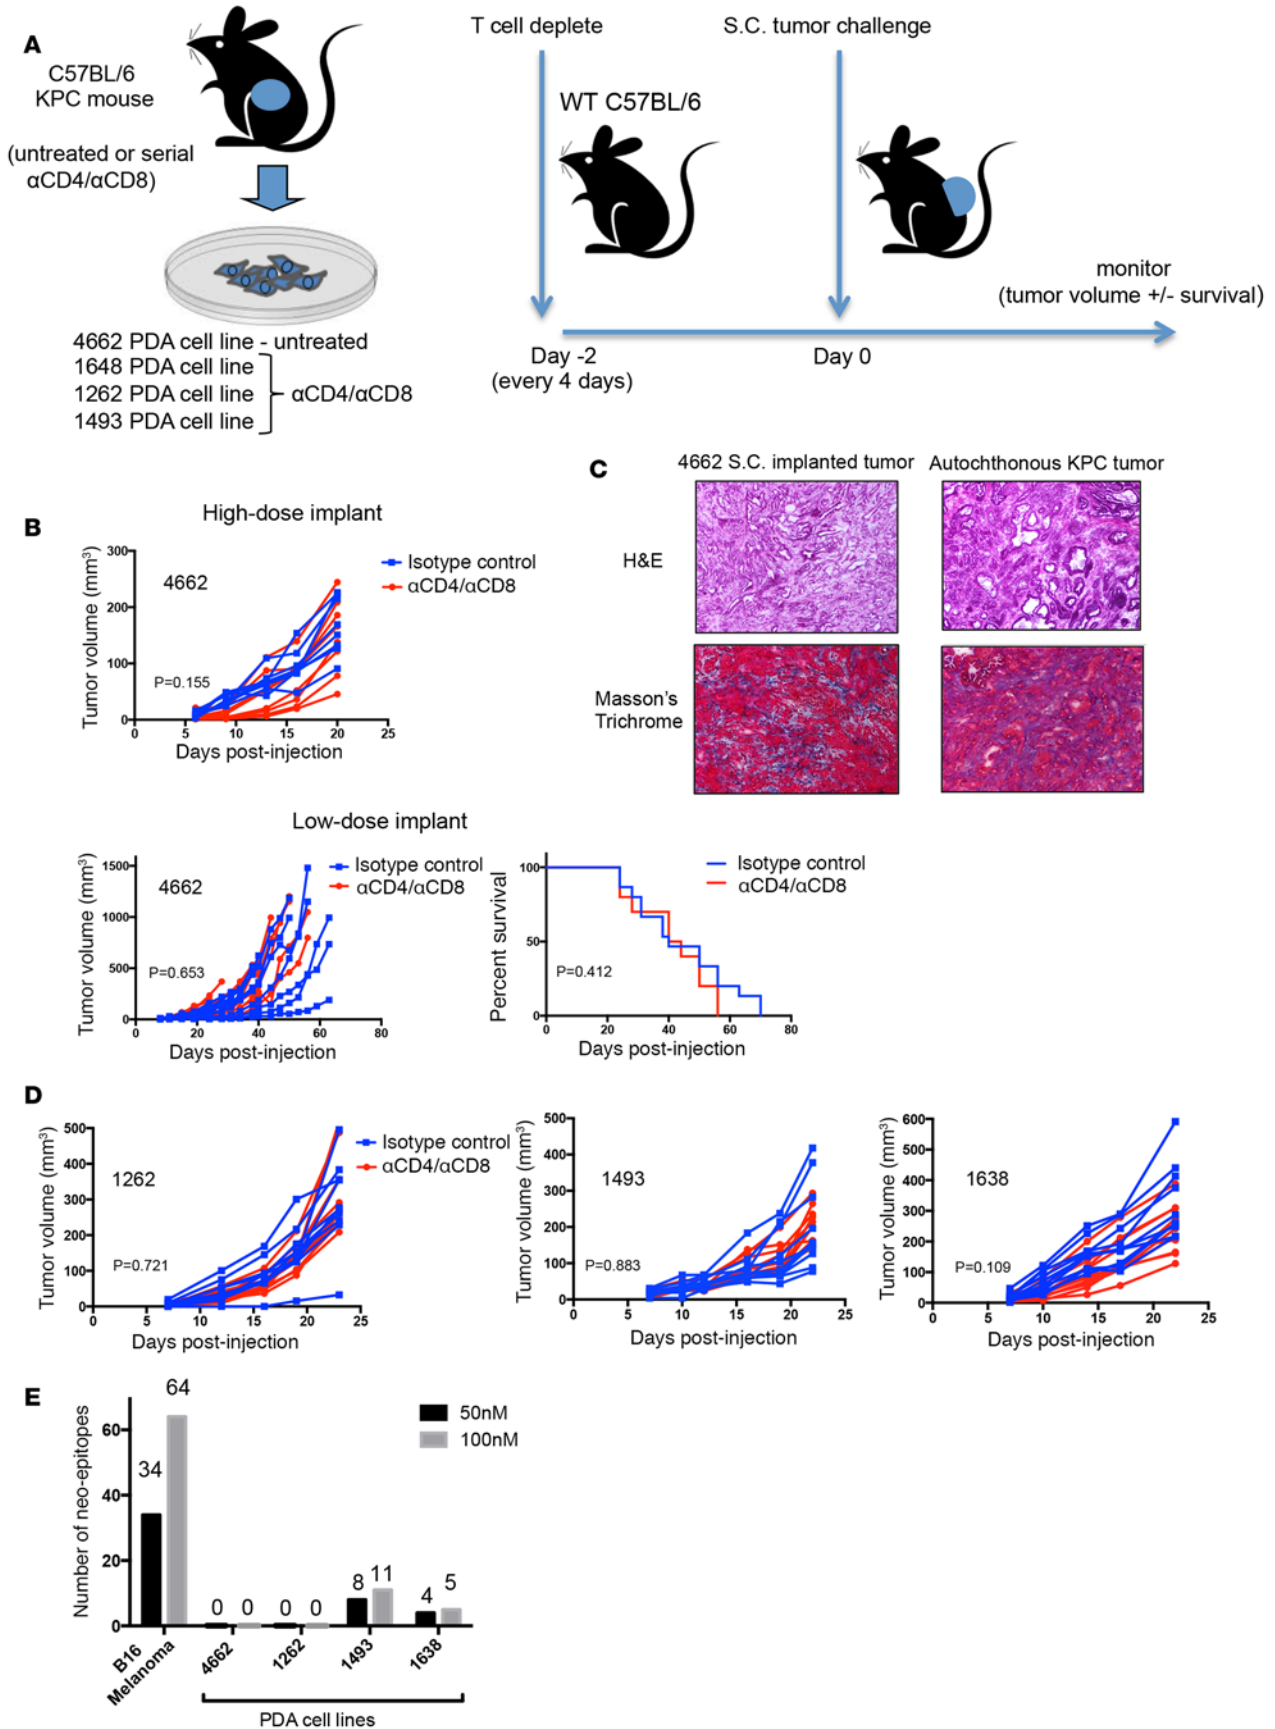 A
C57BL/6
KPC mouse
(untreated or serial
αCD4/αCD8)
4662 PDA cell line - untreated
1648 PDA cell line
1262 PDA cell line
1493 PDA cell line
αCD4/αCD8
T cell deplete
S.C. tumor challenge
WT C57BL/6
monitor
(tumor volume +/- survival)
Day -2
(every 4 days)
Day 0
B
High-dose implant
Tumor volume (mm³)
300
200
100
0
4662
P=0.155
Isotype control
αCD4/αCD8
0 5 10 15 20 25
Days post-injection
C
4662 S.C. implanted tumor
Autochthonous KPC tumor
H&E
Masson's
Trichrome
Low-dose implant
Tumor volume (mm³)
1500
1000
500
0
4662
P=0.653
Isotype control
αCD4/αCD8
0 20 40 60 80
Days post-injection
Percent survival
100
50
0
P=0.412
Isotype control
αCD4/αCD8
0 20 40 60 80
Days post-injection
D
Tumor volume (mm³)
500
400
300
200
100
0
1262
P=0.721
Isotype control
αCD4/αCD8
0 5 10 15 20 25
Days post-injection
Tumor volume (mm³)
500
400
300
200
100
0
1493
P=0.883
0 5 10 15 20 25
Days post-injection
Tumor volume (mm³)
600
500
400
300
200
100
0
1638
P=0.109
0 5 10 15 20 25
Days post-injection
E
Number of neo-epitopes
60
40
20
0
34
64
0 0 0 0 8 11 4 5
50nM
100nM
B16
Melanoma
4662
1262
1493
1638
PDA cell lines